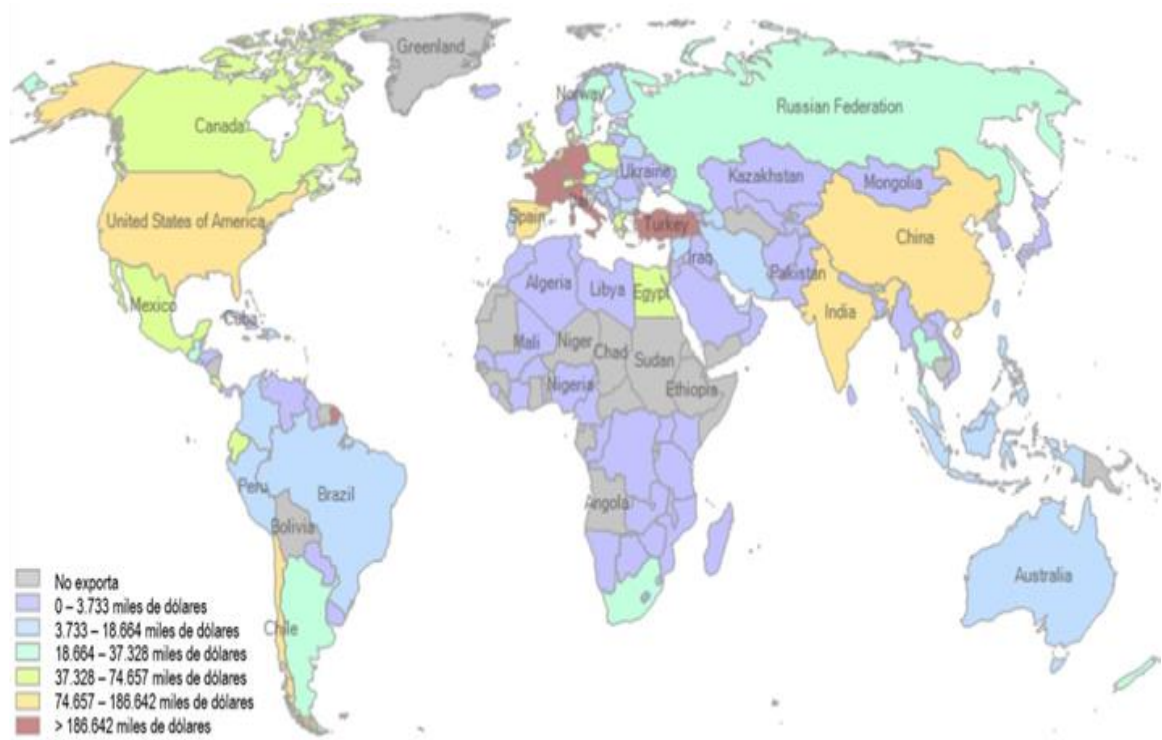 Greenland
Norway
Russian Federation
Canada
Ukraine
Kazakhstan
Mongolia
United States of America
Spain
Italy
Turkey
China
Iraq
Pakistan
Mexico
Cuba
Algeria
Libya
Egypt
India
Mali
Niger
Chad
Sudan
Nigeria
Ethiopia
Peru
Brazil
Angola
Bolivia
Australia
Chile
No exporta
0 – 3.733 miles de dólares
3.733 – 18.664 miles de dólares
18.664 – 37.328 miles de dólares
37.328 – 74.657 miles de dólares
74.657 – 186.642 miles de dólares
> 186.642 miles de dólares